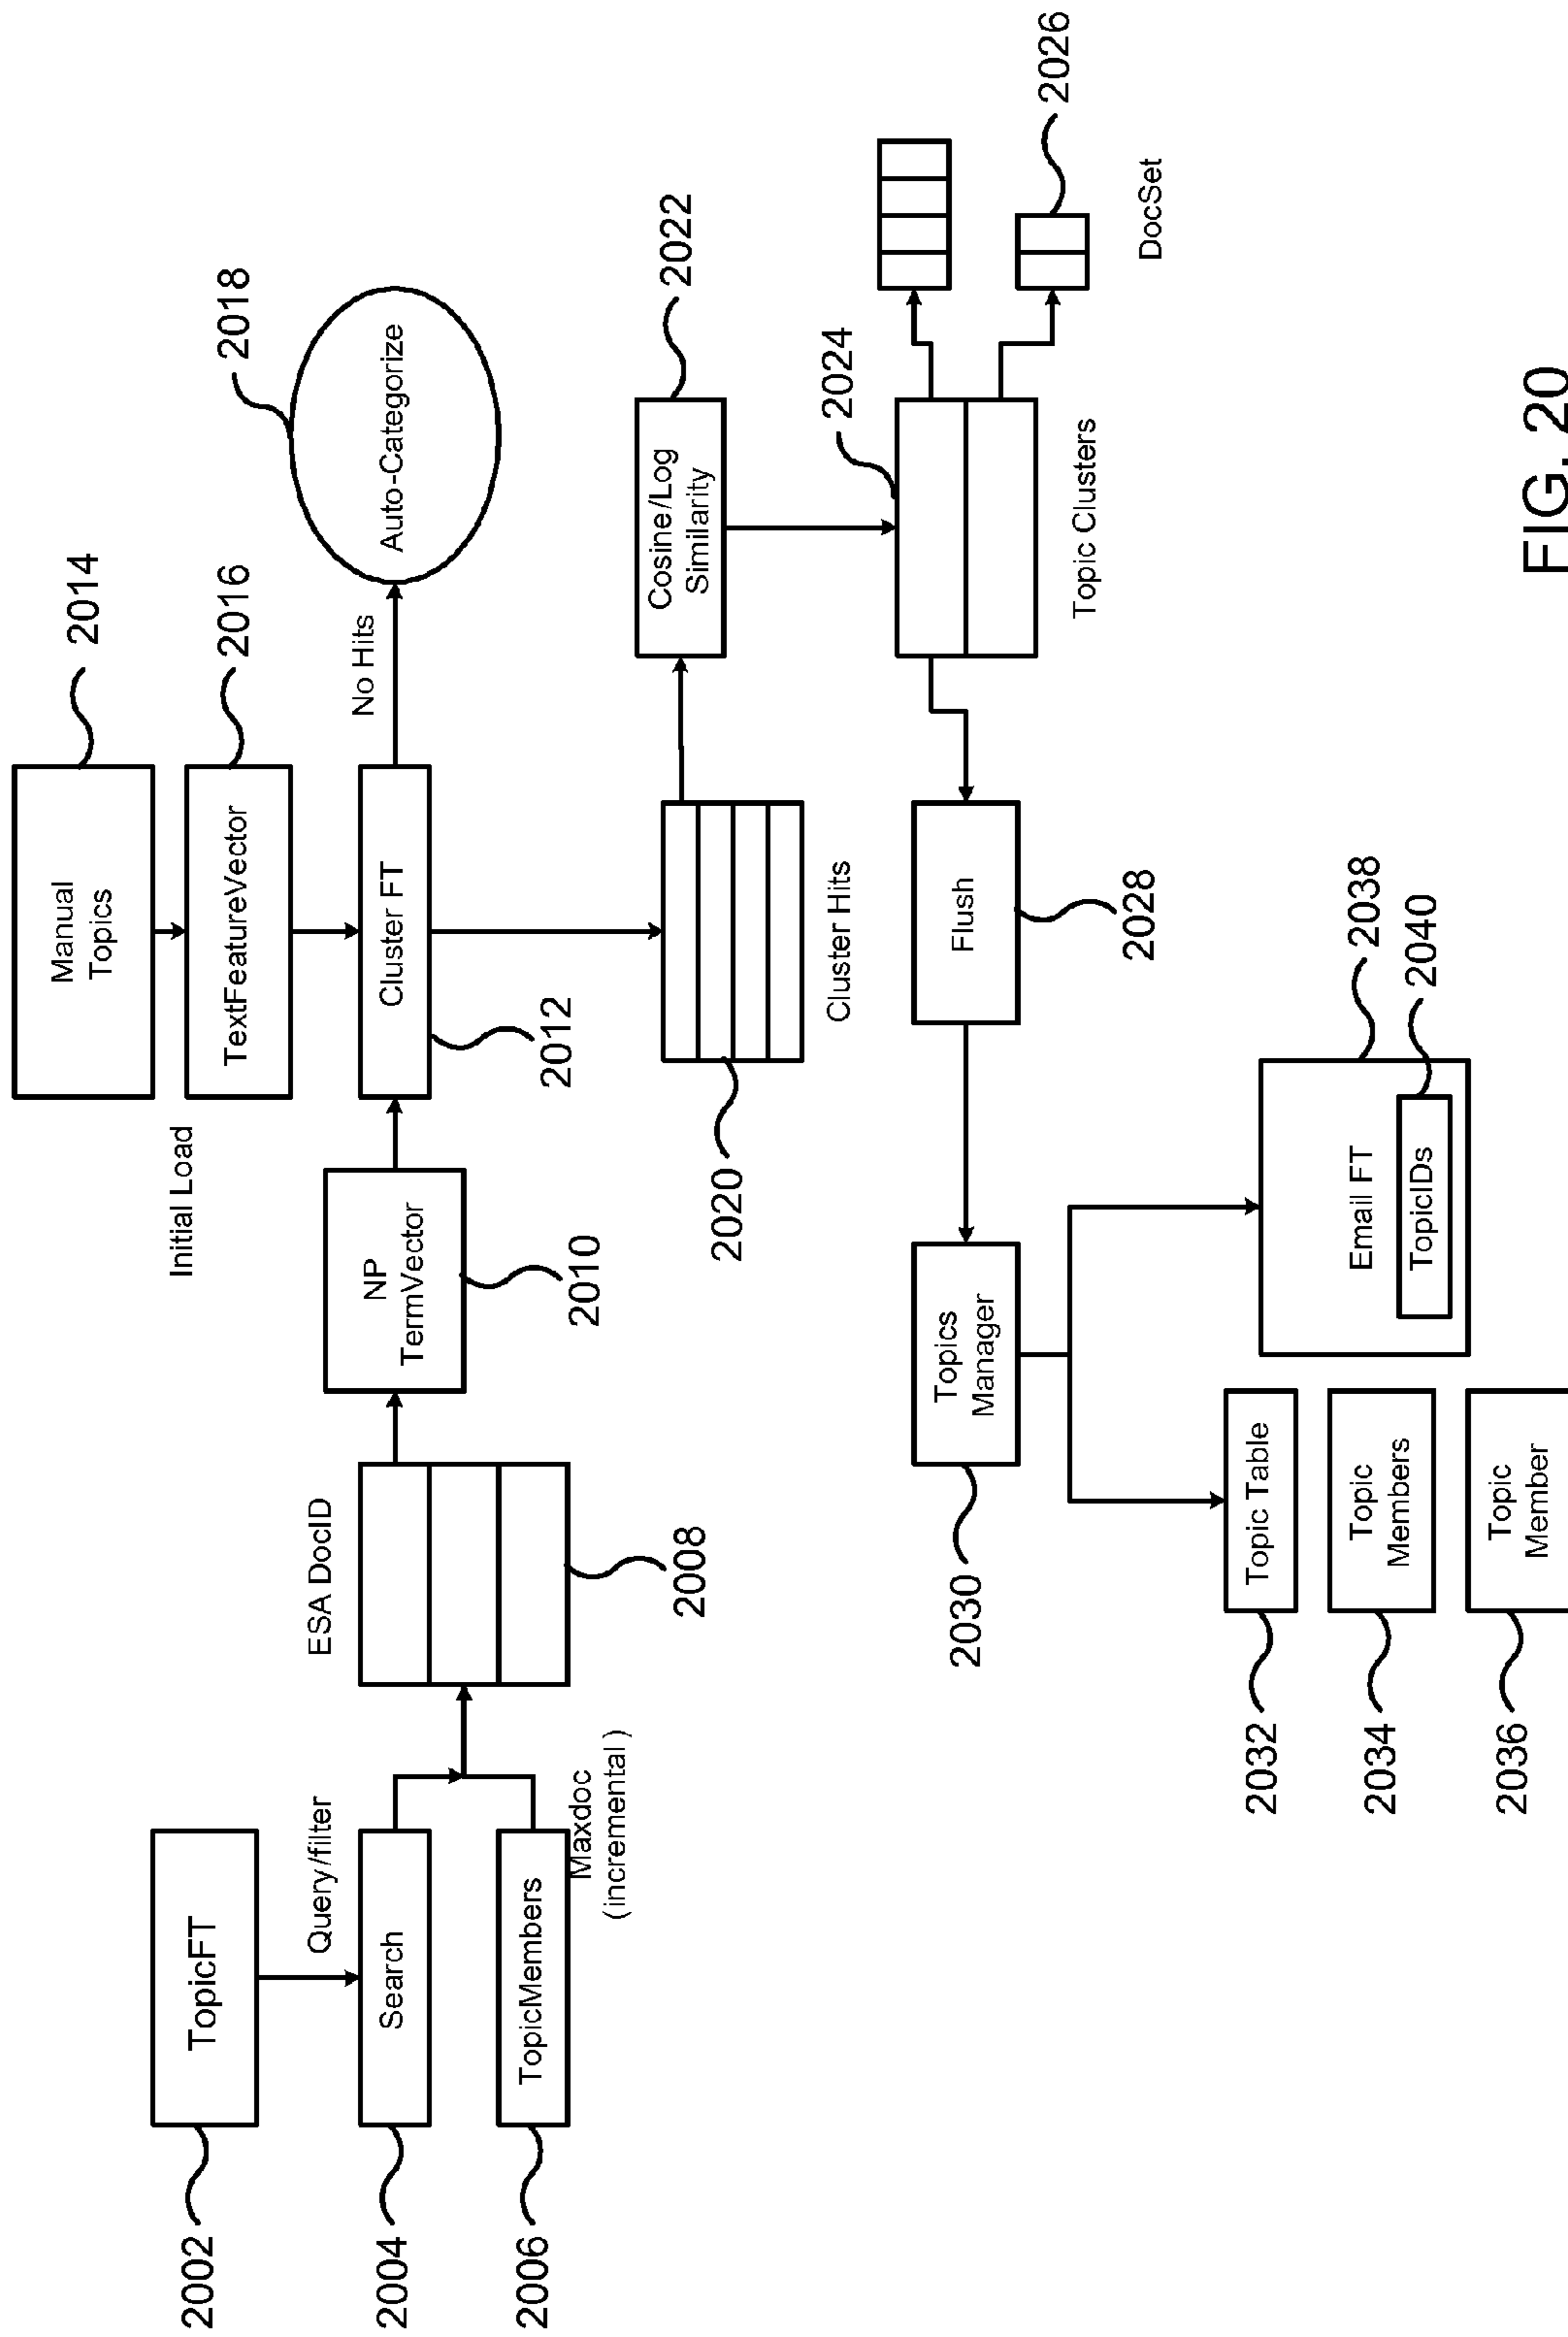 2002
TopicFT
Query/filter
2004
Search
2006
TopicMembers
Maxdoc
(incremental )
ESA DocID
2008
NP
TermVector
2010
Initial Load
Manual
Topics
2014
TextFeatureVector
2016
Cluster FT
2012
No Hits
Auto-Categorize
2018
2020
Cluster Hits
Cosine/Log
Similarity
2022
2024
Topic Clusters
2026
DocSet
Flush
2028
Topics
Manager
2030
2032
Topic Table
2034
Topic
Members
2036
Topic
Member
Email FT
2038
TopicIDs
2040
FIG. 20